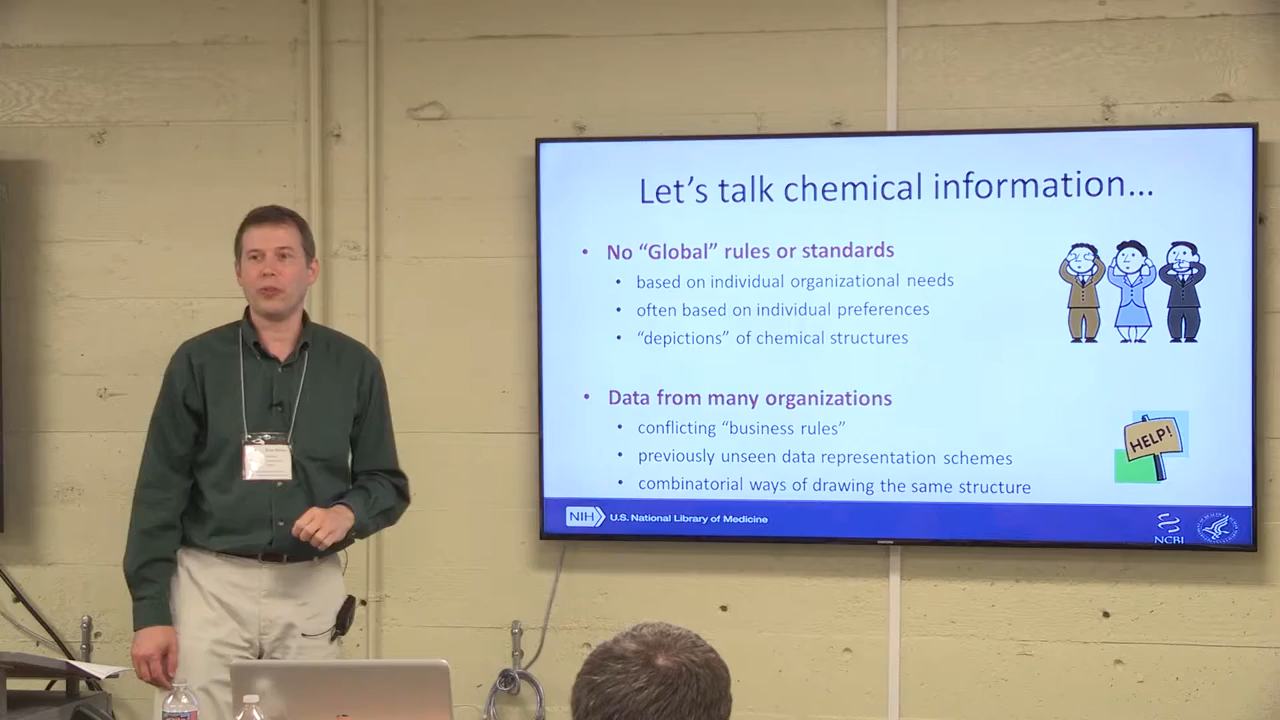 Let's talk chemical information...
• No “Global” rules or standards
• based on individual organizational needs
• often based on individual preferences
• “depictions” of chemical structures
• Data from many organizations
• conflicting “business rules”
• previously unseen data representation schemes
• combinatorial ways of drawing the same structure
HELP!
NIH U.S. National Library of Medicine
NCBI